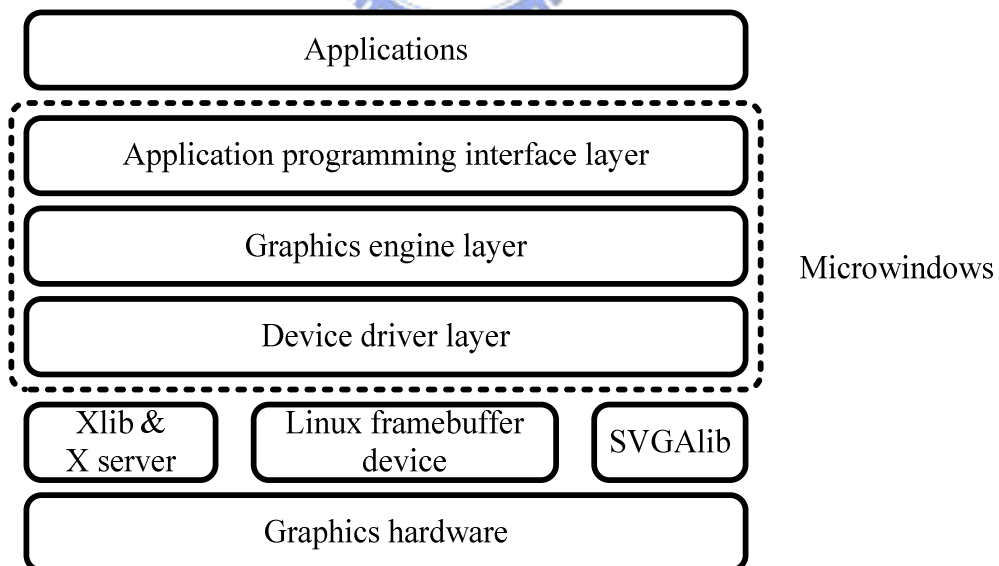 Applications
Application programming interface layer
Graphics engine layer
Microwindows
Device driver layer
Xlib &
X server
Linux framebuffer
device
SVGAlib
Graphics hardware